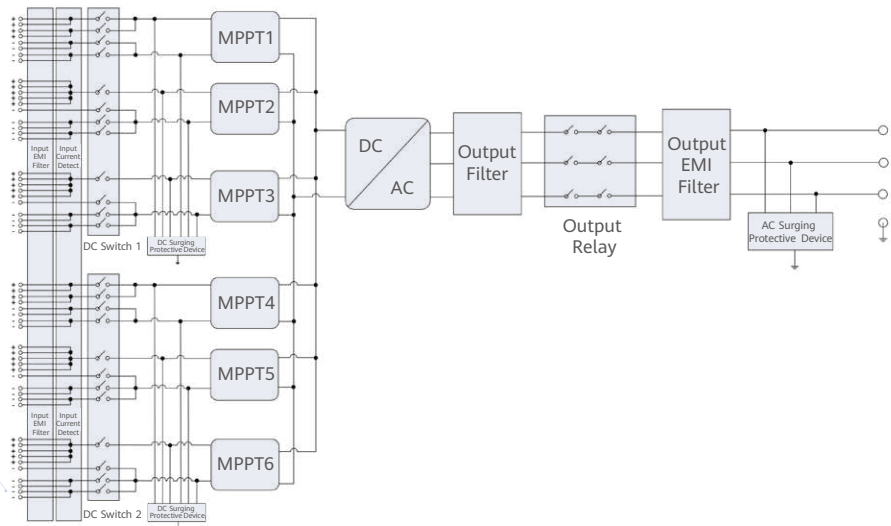 MPPT1
MPPT2
MPPT3
Input
EMI
Filter
Input
Current
Detect
DC Switch 1
DC Surging
Protective Device
DC
AC
Output
Filter
Output
Relay
Output
EMI
Filter
AC Surging
Protective Device
MPPT4
MPPT5
MPPT6
Input
EMI
Filter
Input
Current
Detect
DC Switch 2
DC Surging
Protective Device